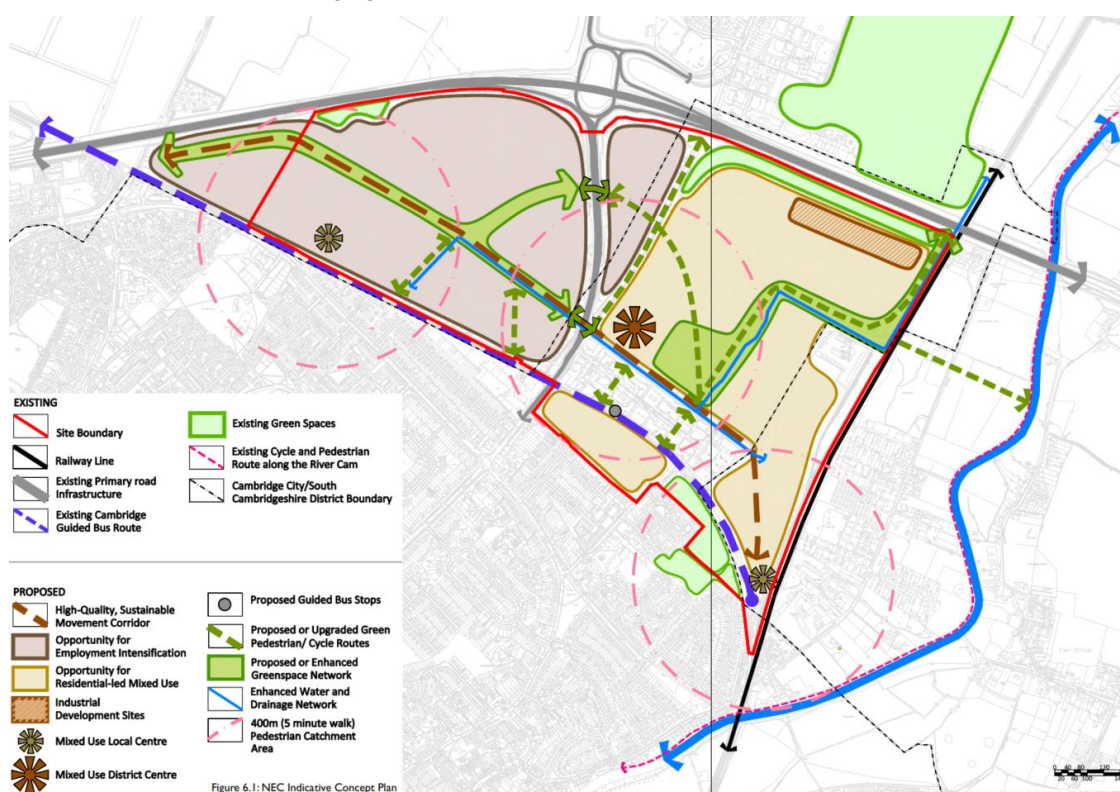 EXISTING
Site Boundary
Railway Line
Existing Primary road
Infrastructure
Existing Cambridge
Guided Bus Route
Existing Green Spaces
Existing Cycle and Pedestrian
Route along the River Cam
Cambridge City/South
Cambridgeshire District Boundary
PROPOSED
High-Quality, Sustainable
Movement Corridor
Opportunity for
Employment Intensification
Opportunity for
Residential-led Mixed Use
Industrial
Development Sites
Mixed Use Local Centre
Mixed Use District Centre
Proposed Guided Bus Stops
Proposed or Upgraded Green
Pedestrian/ Cycle Routes
Proposed or Enhanced
Greenspace Network
Enhanced Water and
Drainage Network
400m (5 minute walk)
Pedestrian Catchment
Area
Figure 6.1: NEC Indicative Concept Plan